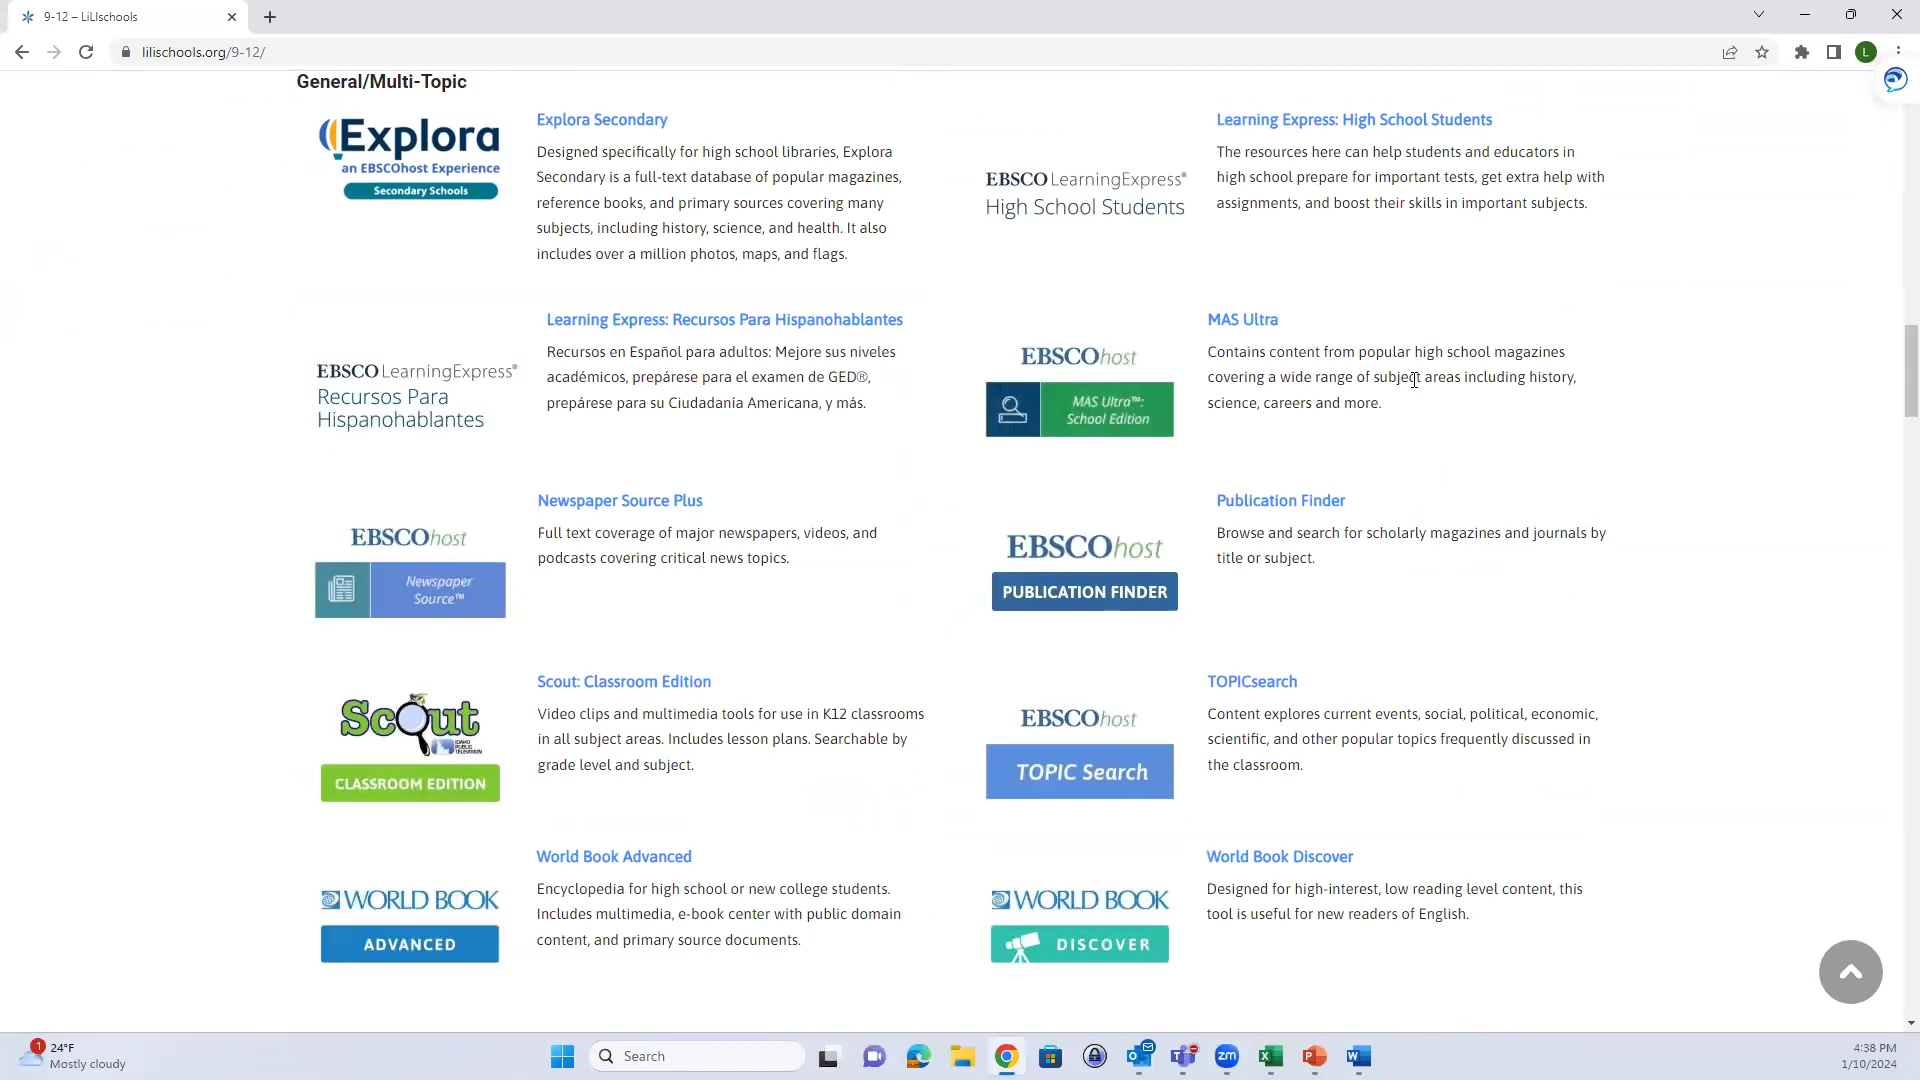 9-12 – LiLIschools
lilischools.org/9-12/
L
General/Multi-Topic
Explora
an EBSCOhost Experience
Secondary Schools
Explora Secondary
Designed specifically for high school libraries, Explora
Secondary is a full-text database of popular magazines,
reference books, and primary sources covering many
subjects, including history, science, and health. It also
includes over a million photos, maps, and flags.
EBSCO LearningExpress®
High School Students
Learning Express: High School Students
The resources here can help students and educators in
high school prepare for important tests, get extra help with
assignments, and boost their skills in important subjects.
EBSCO LearningExpress®
Recursos Para
Hispanohablantes
Learning Express: Recursos Para Hispanohablantes
Recursos en Español para adultos: Mejore sus niveles
académicos, prepárese para el examen de GED®,
prepárese para su Ciudadanía Americana, y más.
EBSCOhost
MAS Ultra™:
School Edition
MAS Ultra
Contains content from popular high school magazines
covering a wide range of subject areas including history,
science, careers and more.
EBSCOhost
Newspaper
Source™
Newspaper Source Plus
Full text coverage of major newspapers, videos, and
podcasts covering critical news topics.
EBSCOhost
PUBLICATION FINDER
Publication Finder
Browse and search for scholarly magazines and journals by
title or subject.
Scout
IDAHO
PUBLIC
TELEVISION
CLASSROOM EDITION
Scout: Classroom Edition
Video clips and multimedia tools for use in K12 classrooms
in all subject areas. Includes lesson plans. Searchable by
grade level and subject.
EBSCOhost
TOPIC Search
TOPICsearch
Content explores current events, social, political, economic,
scientific, and other popular topics frequently discussed in
the classroom.
WORLD BOOK
ADVANCED
World Book Advanced
Encyclopedia for high school or new college students.
Includes multimedia, e-book center with public domain
content, and primary source documents.
WORLD BOOK
DISCOVER
World Book Discover
Designed for high-interest, low reading level content, this
tool is useful for new readers of English.
1
24°F
Mostly cloudy
Search
zm
4:38 PM
1/10/2024